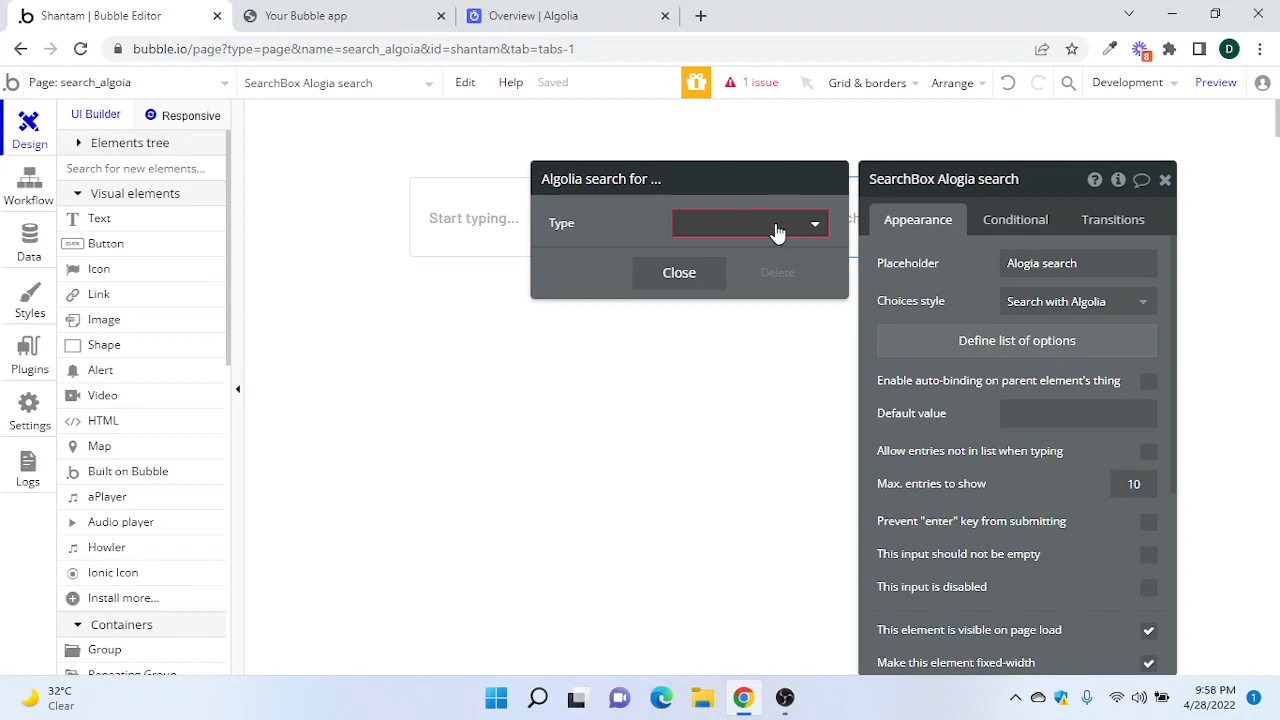 Shantam | Bubble Editor
Your Bubble app
Overview | Algolia
bubble.io/page?type=page&name=search_algoia&id=shantam&tab=tabs-1
8
D
Page: search_algoia
SearchBox Alogia search
Edit
Help
Saved
1 issue
Grid & borders
Arrange
Development
Preview
Design
Workflow
Data
Styles
Plugins
Settings
Logs
UI Builder
Responsive
Elements tree
Search for new elements...
Visual elements
Text
CLICK
Button
Icon
Link
Image
Shape
Alert
Video
</> HTML
Map
Built on Bubble
aPlayer
Audio player
Howler
Ionic Icon
Install more...
Containers
Group
Start typing...
Algolia search for ...
Type
Close
Delete
SearchBox Alogia search
Appearance
Conditional
Transitions
Placeholder
Alogia search
Choices style
Search with Algolia
Define list of options
Enable auto-binding on parent element's thing
Default value
Allow entries not in list when typing
Max. entries to show
10
Prevent "enter" key from submitting
This input should not be empty
This input is disabled
This element is visible on page load
Make this element fixed-width
32°C
Clear
9:58 PM
4/28/2022
1